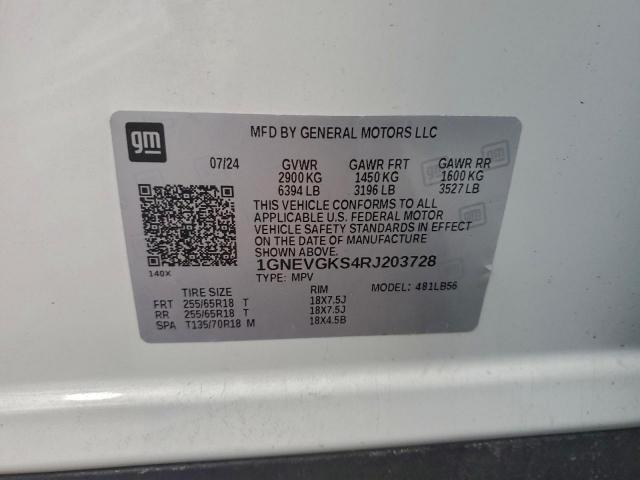 gm
MFD BY GENERAL MOTORS LLC
07/24 GVWR GAWR FRT GAWR RR
2900 KG 1450 KG 1600 KG
6394 LB 3196 LB 3527 LB
THIS VEHICLE CONFORMS TO ALL
APPLICABLE U.S. FEDERAL MOTOR
VEHICLE SAFETY STANDARDS IN EFFECT
ON THE DATE OF MANUFACTURE
SHOWN ABOVE.
1GNEVGKS4RJ203728
140X
TYPE: MPV MODEL: 481LB56
TIRE SIZE RIM
FRT 255/65R18 T 18X7.5J
RR 255/65R18 T 18X7.5J
SPA T135/70R18 M 18X4.5B